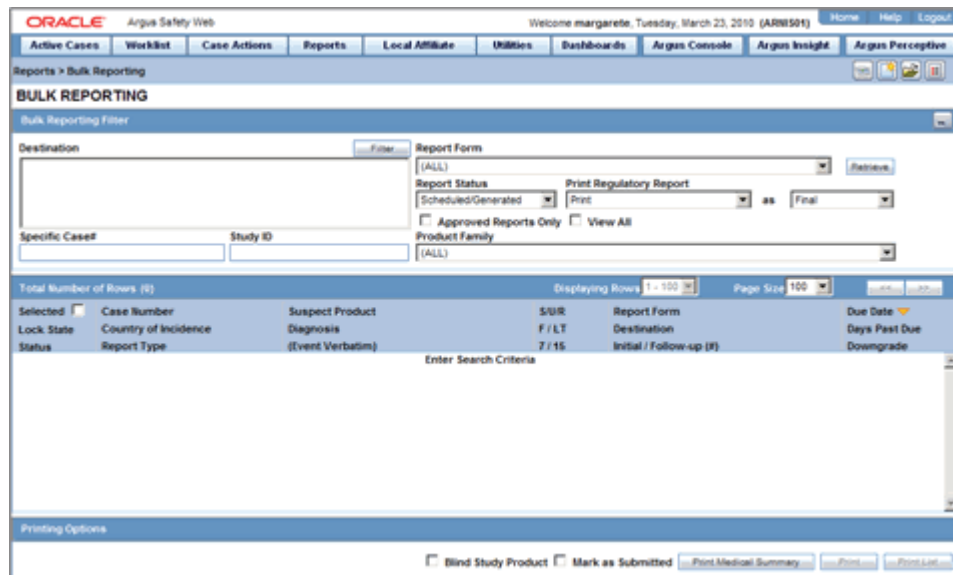 ORACLE Argus Safety Web Welcome margarete, Tuesday, March 23, 2010 (ARMIS01) Home Help Logout
Active Cases Worklist Case Actions Reports Local Affiliate Utilities Dashboards Argus Console Argus Insight Argus Perceptive
Reports > Bulk Reporting
BULK REPORTING
Bulk Reporting Filter
Destination Filter Report Form
(ALL) Retrieve
Report Status Print Regulatory Report
Scheduled/Generated Print as Final
Approved Reports Only View All
Specific Case# Study ID Product Family
(ALL)
Total Number of Rows (0) Displaying Rows 1 - 100 Page Size 100 << >>
Selected Case Number Suspect Product S/U/R Report Form Due Date
Lock State Country of Incidence Diagnosis F / LT Destination Days Past Due
Status Report Type (Event Verbatim) 7 / 15 Initial / Follow-up (#) Downgrade
Enter Search Criteria
Printing Options
Blind Study Product Mark as Submitted Print Medical Summary Print Print List